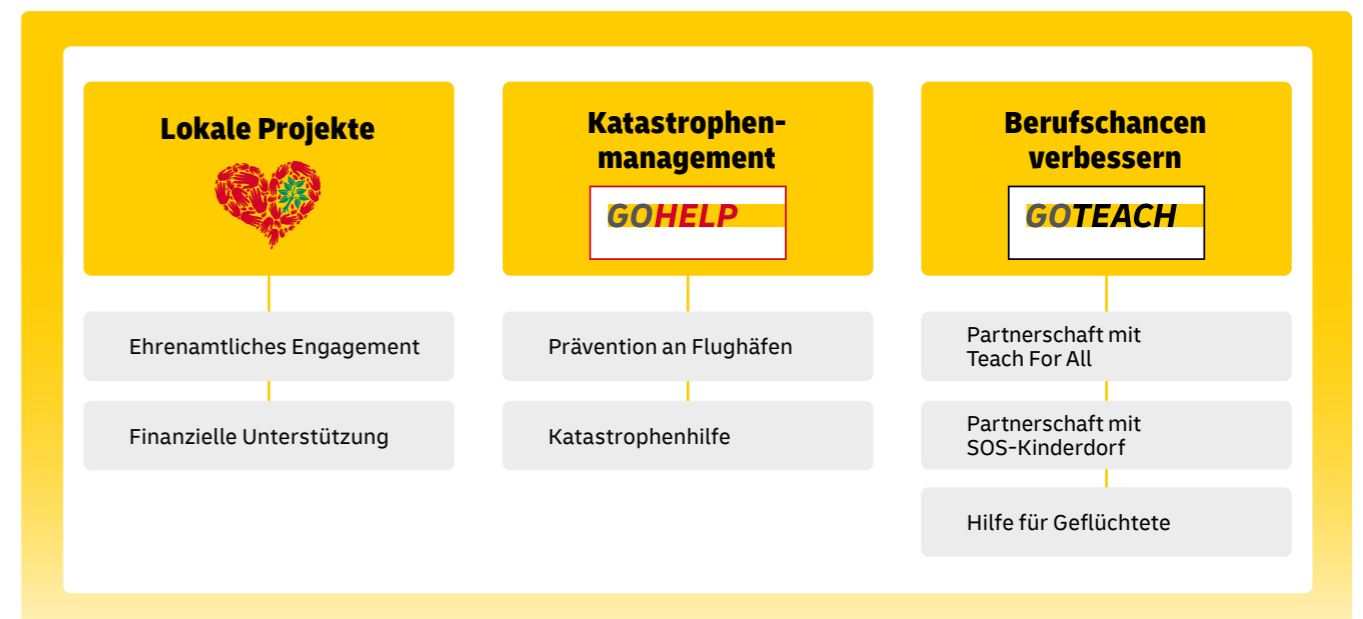 Lokale Projekte
Ehrenamtliches Engagement
Finanzielle Unterstützung
Katastrophen-
management
GOHELP
Prävention an Flughäfen
Katastrophenhilfe
Berufschancen
verbessern
GOTEACH
Partnerschaft mit
Teach For All
Partnerschaft mit
SOS-Kinderdorf
Hilfe für Geflüchtete